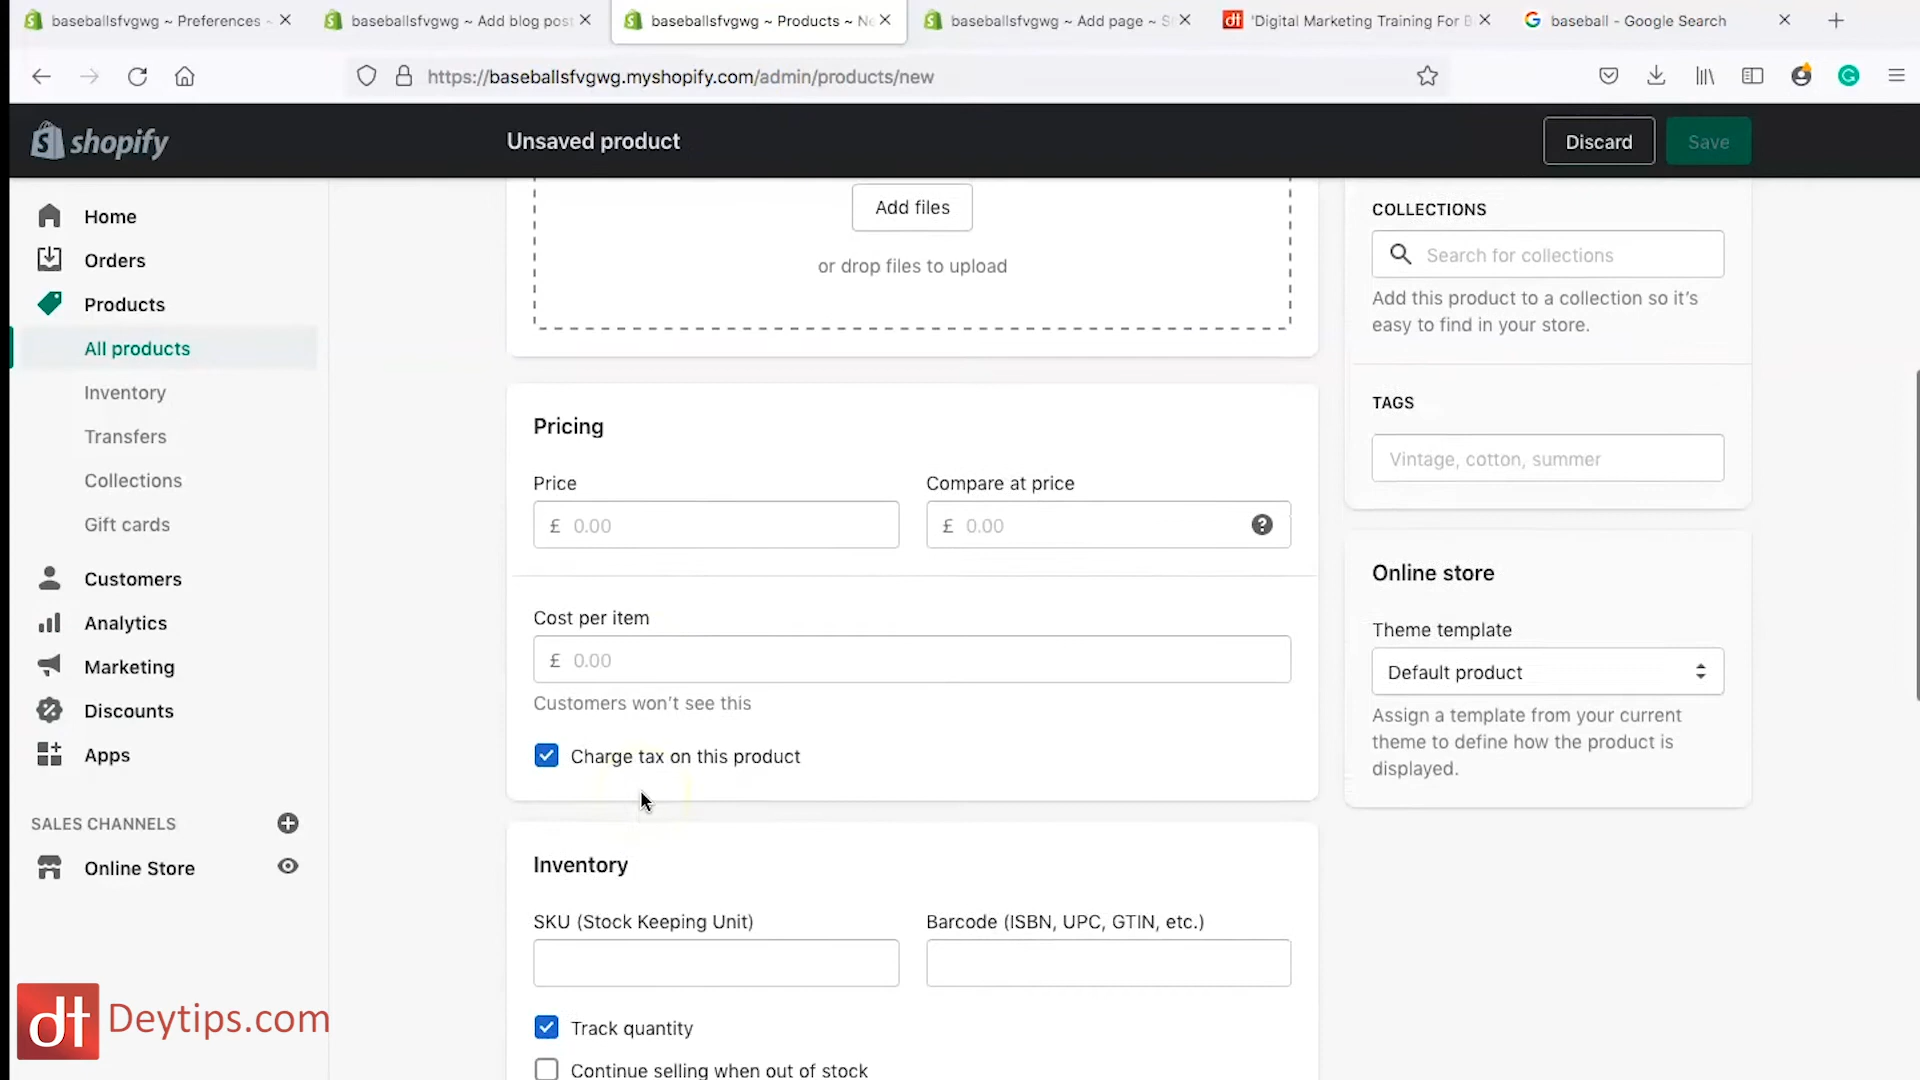 baseballsfvgwg ~ Preferences ~
baseballsfvgwg ~ Add blog post
baseballsfvgwg ~ Products ~ Ne
baseballsfvgwg ~ Add page ~ S
dt 'Digital Marketing Training For B
baseball - Google Search
https://baseballsfvgwg.myshopify.com/admin/products/new
shopify
Unsaved product
Discard
Save
Home
Orders
Products
All products
Inventory
Transfers
Collections
Gift cards
Customers
Analytics
Marketing
Discounts
Apps
SALES CHANNELS
Online Store
Add files
or drop files to upload
Pricing
Price
Compare at price
£ 0.00
£ 0.00
Cost per item
£ 0.00
Customers won't see this
Charge tax on this product
Inventory
SKU (Stock Keeping Unit)
Barcode (ISBN, UPC, GTIN, etc.)
Track quantity
Continue selling when out of stock
COLLECTIONS
Search for collections
Add this product to a collection so it's
easy to find in your store.
TAGS
Vintage, cotton, summer
Online store
Theme template
Default product
Assign a template from your current
theme to define how the product is
displayed.
dt Deytips.com